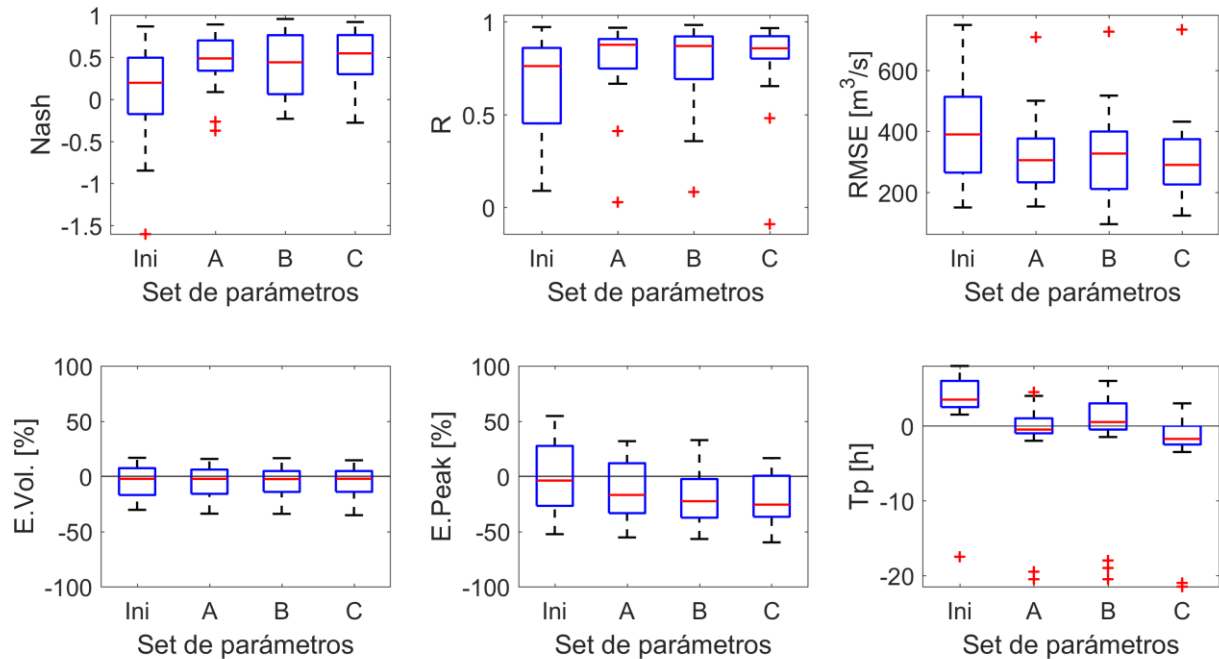 1
0.5
0
-0.5
-1
-1.5
Nash
Ini A B C
Set de parámetros
1
0.5
0
R
Ini A B C
Set de parámetros
600
400
200
RMSE [m³/s]
Ini A B C
Set de parámetros
100
50
0
-50
-100
E.Vol. [%]
Ini A B C
Set de parámetros
100
50
0
-50
-100
E.Peak [%]
Ini A B C
Set de parámetros
0
-10
-20
Tp [h]
Ini A B C
Set de parámetros